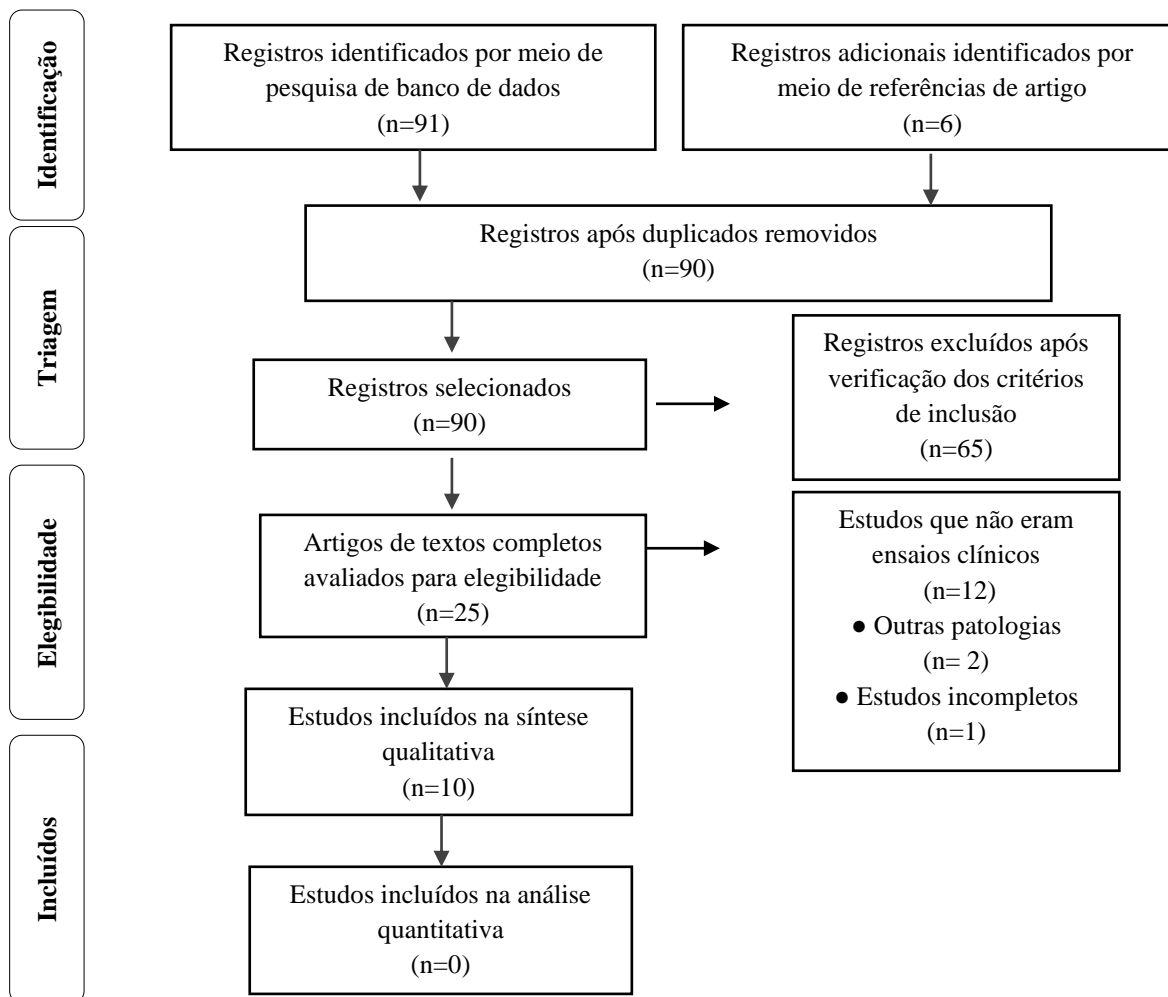 Identificação
Registros identificados por meio de
pesquisa de banco de dados
(n=91)
Registros adicionais identificados por
meio de referências de artigo
(n=6)
Registros após duplicados removidos
(n=90)
Triagem
Registros selecionados
(n=90)
Registros excluídos após
verificação dos critérios
de inclusão
(n=65)
Elegibilidade
Artigos de textos completos
avaliados para elegibilidade
(n=25)
Estudos que não eram
ensaios clínicos
(n=12)
● Outras patologias
(n= 2)
● Estudos incompletos
(n=1)
Estudos incluídos na síntese
qualitativa
(n=10)
Incluídos
Estudos incluídos na análise
quantitativa
(n=0)